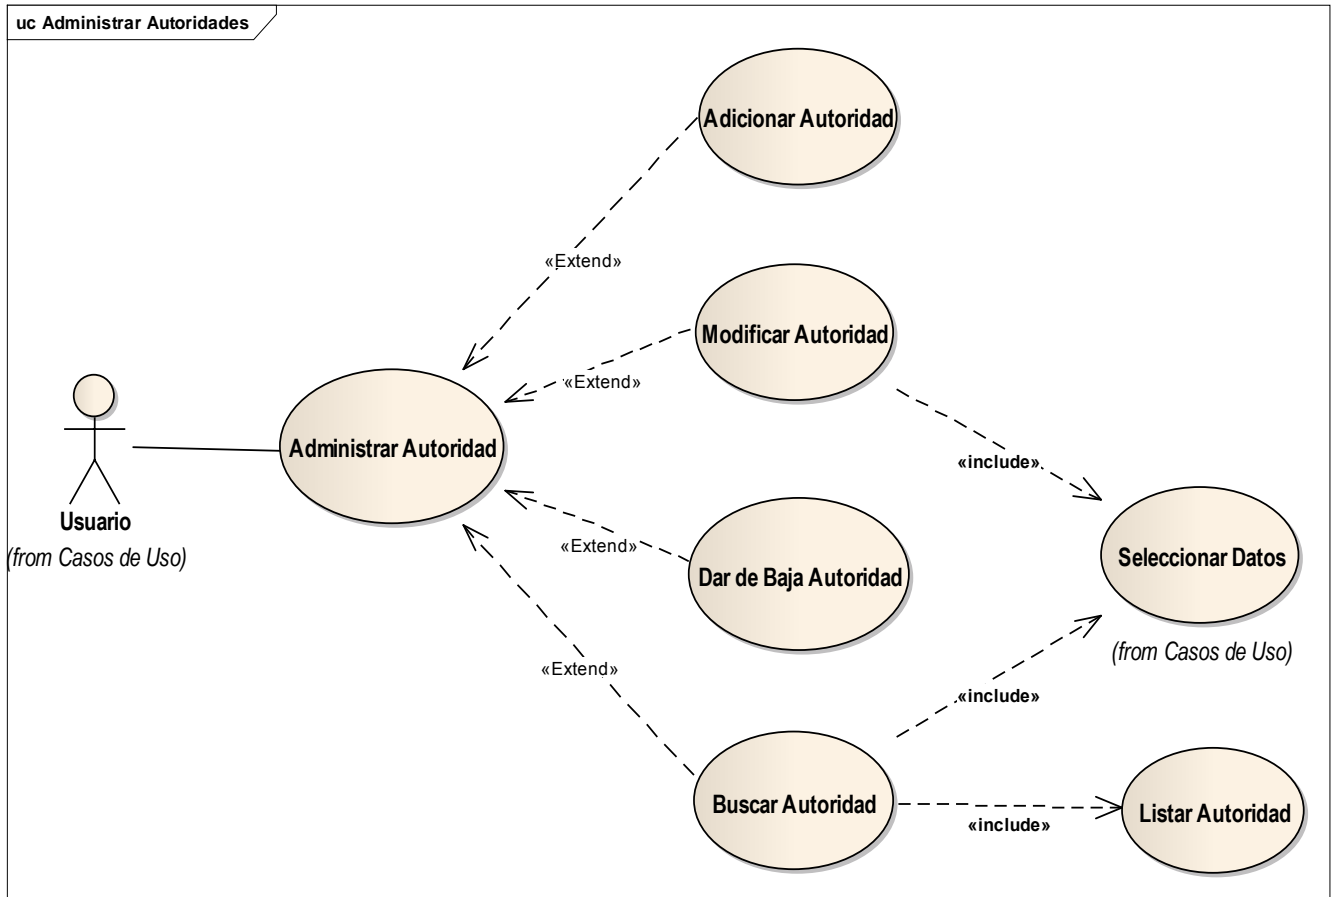 uc Administrar Autoridades
Adicionar Autoridad
«Extend»
Modificar Autoridad
«Extend»
Administrar Autoridad
«include»
Usuario
(from Casos de Uso)
«Extend»
Dar de Baja Autoridad
Seleccionar Datos
(from Casos de Uso)
«Extend»
«include»
Buscar Autoridad
«include»
Listar Autoridad